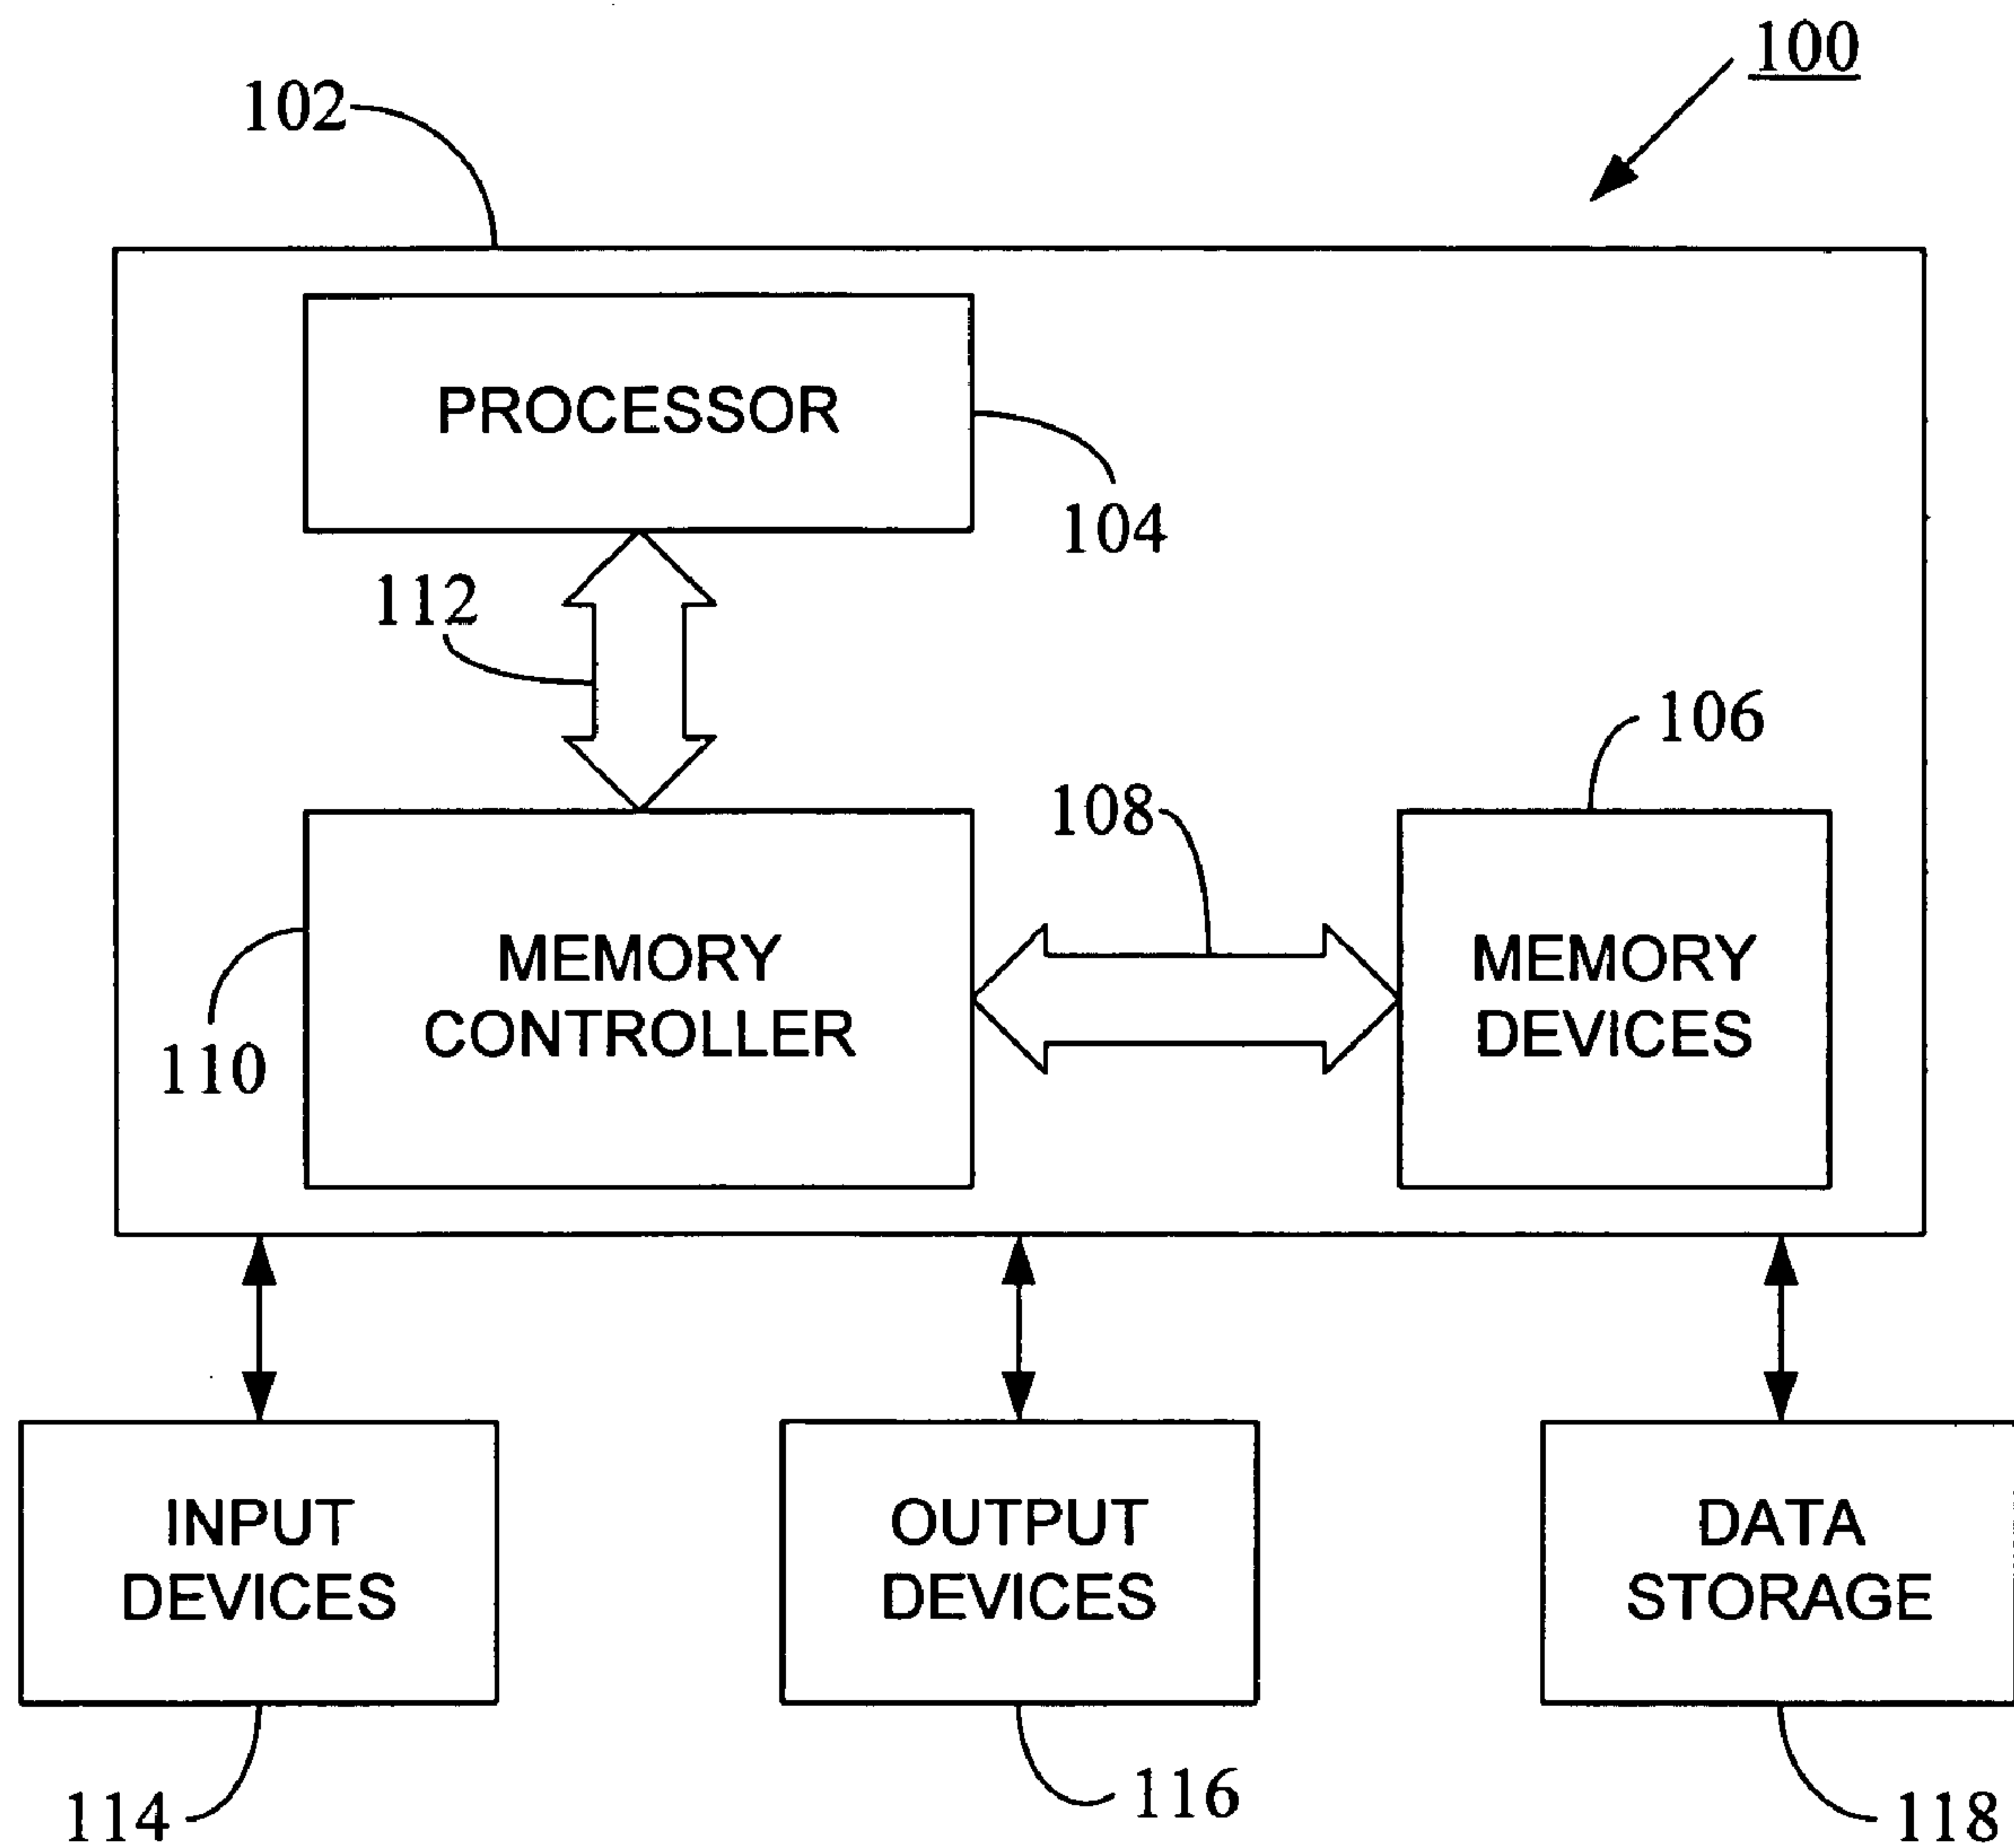 100
102
PROCESSOR
104
112
106
108
MEMORY
CONTROLLER
MEMORY
DEVICES
110
INPUT
DEVICES
OUTPUT
DEVICES
DATA
STORAGE
114
116
118